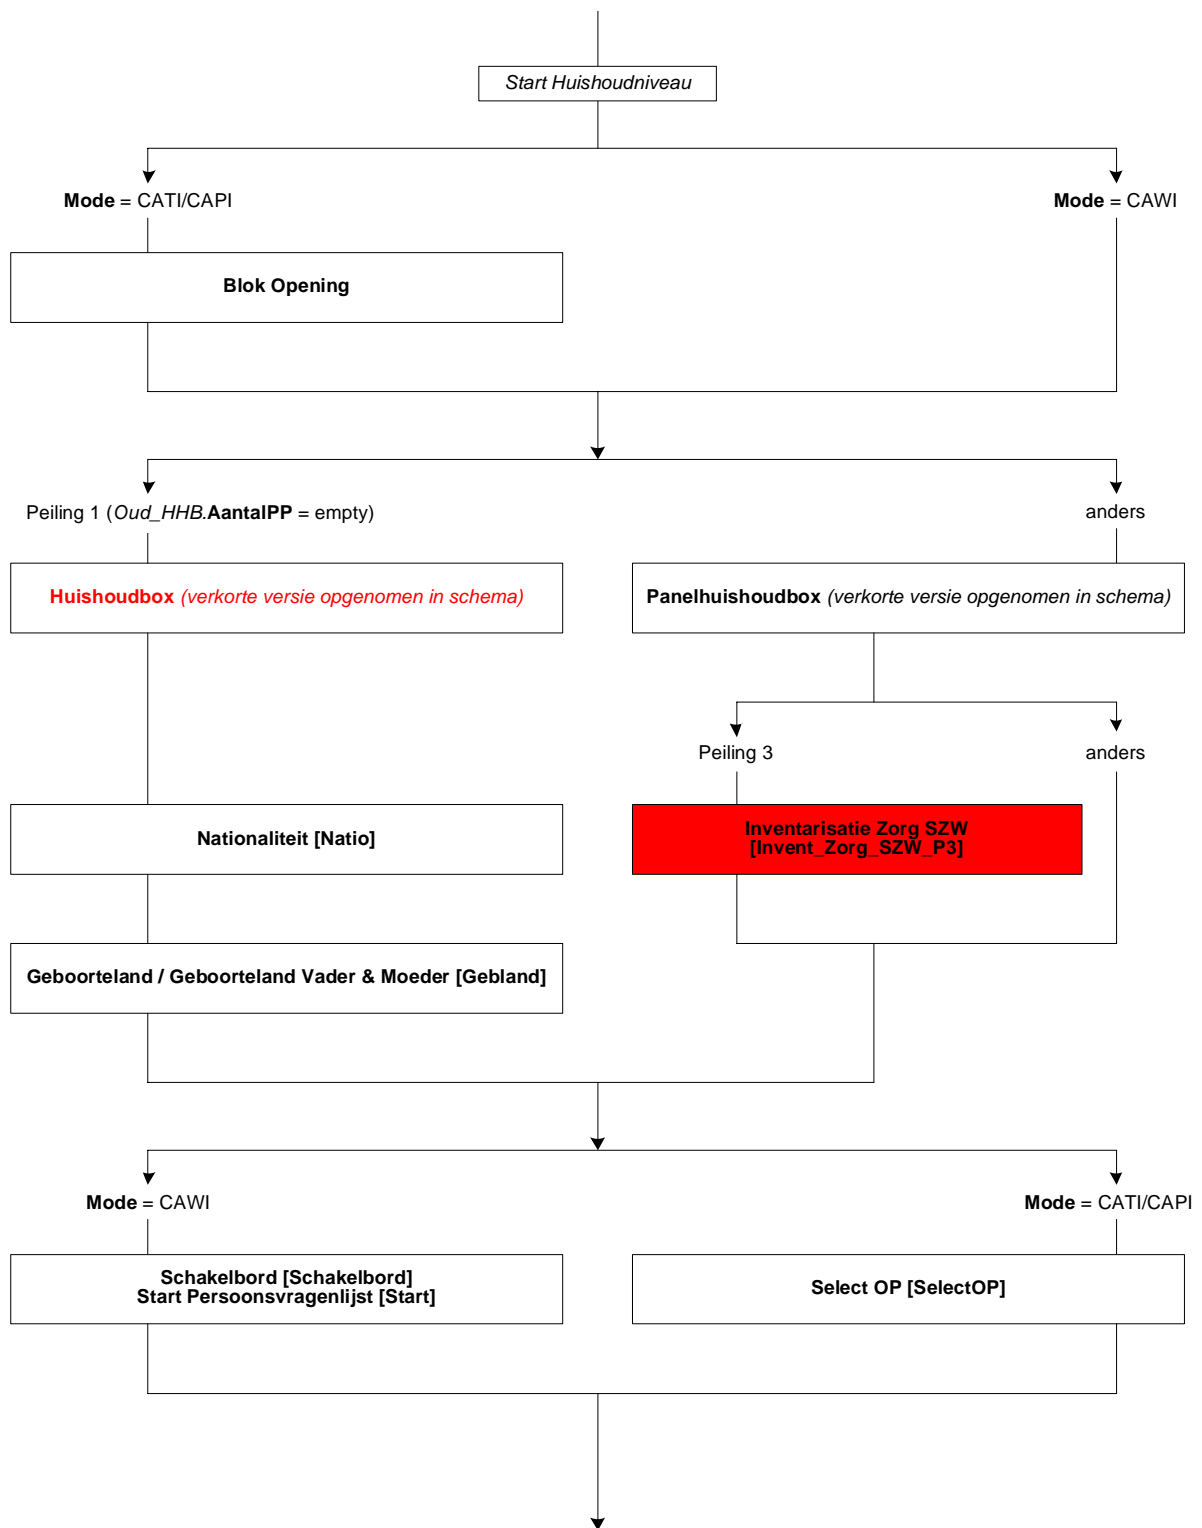 Start Huishoudniveau
Mode = CATI/CAPI
Mode = CAWI
Blok Opening
Peiling 1 (Oud_HHB.AantalPP = empty)
anders
Huishoudbox (verkorte versie opgenomen in schema)
Panelhuishoudbox (verkorte versie opgenomen in schema)
Peiling 3
anders
Nationaliteit [Natio]
Inventarisatie Zorg SZW
[Invent_Zorg_SZW_P3]
Geboorteland / Geboorteland Vader & Moeder [Gebland]
Mode = CAWI
Mode = CATI/CAPI
Schakelbord [Schakelbord]
Start Persoonsvragenlijst [Start]
Select OP [SelectOP]